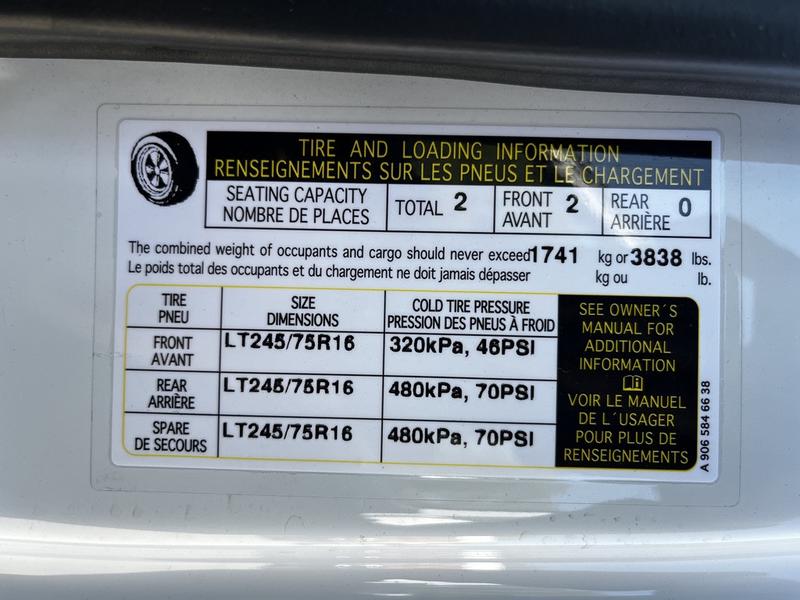 TIRE AND LOADING INFORMATION
RENSEIGNEMENTS SUR LES PNEUS ET LE CHARGEMENT
SEATING CAPACITY
NOMBRE DE PLACES
TOTAL 2
FRONT
AVANT
2
REAR
ARRIÈRE
0
The combined weight of occupants and cargo should never exceed 1741 kg or 3838 lbs.
Le poids total des occupants et du chargement ne doit jamais dépasser kg ou lb.
TIRE
PNEU
SIZE
DIMENSIONS
COLD TIRE PRESSURE
PRESSION DES PNEUS À FROID
FRONT
AVANT
LT245/75R16
320kPa, 46PSI
REAR
ARRIÈRE
LT245/75R16
480kPa, 70PSI
SPARE
DE SECOURS
LT245/75R16
480kPa, 70PSI
SEE OWNER´S
MANUAL FOR
ADDITIONAL
INFORMATION
VOIR LE MANUEL
DE L´USAGER
POUR PLUS DE
RENSEIGNEMENTS
A 906 584 66 38